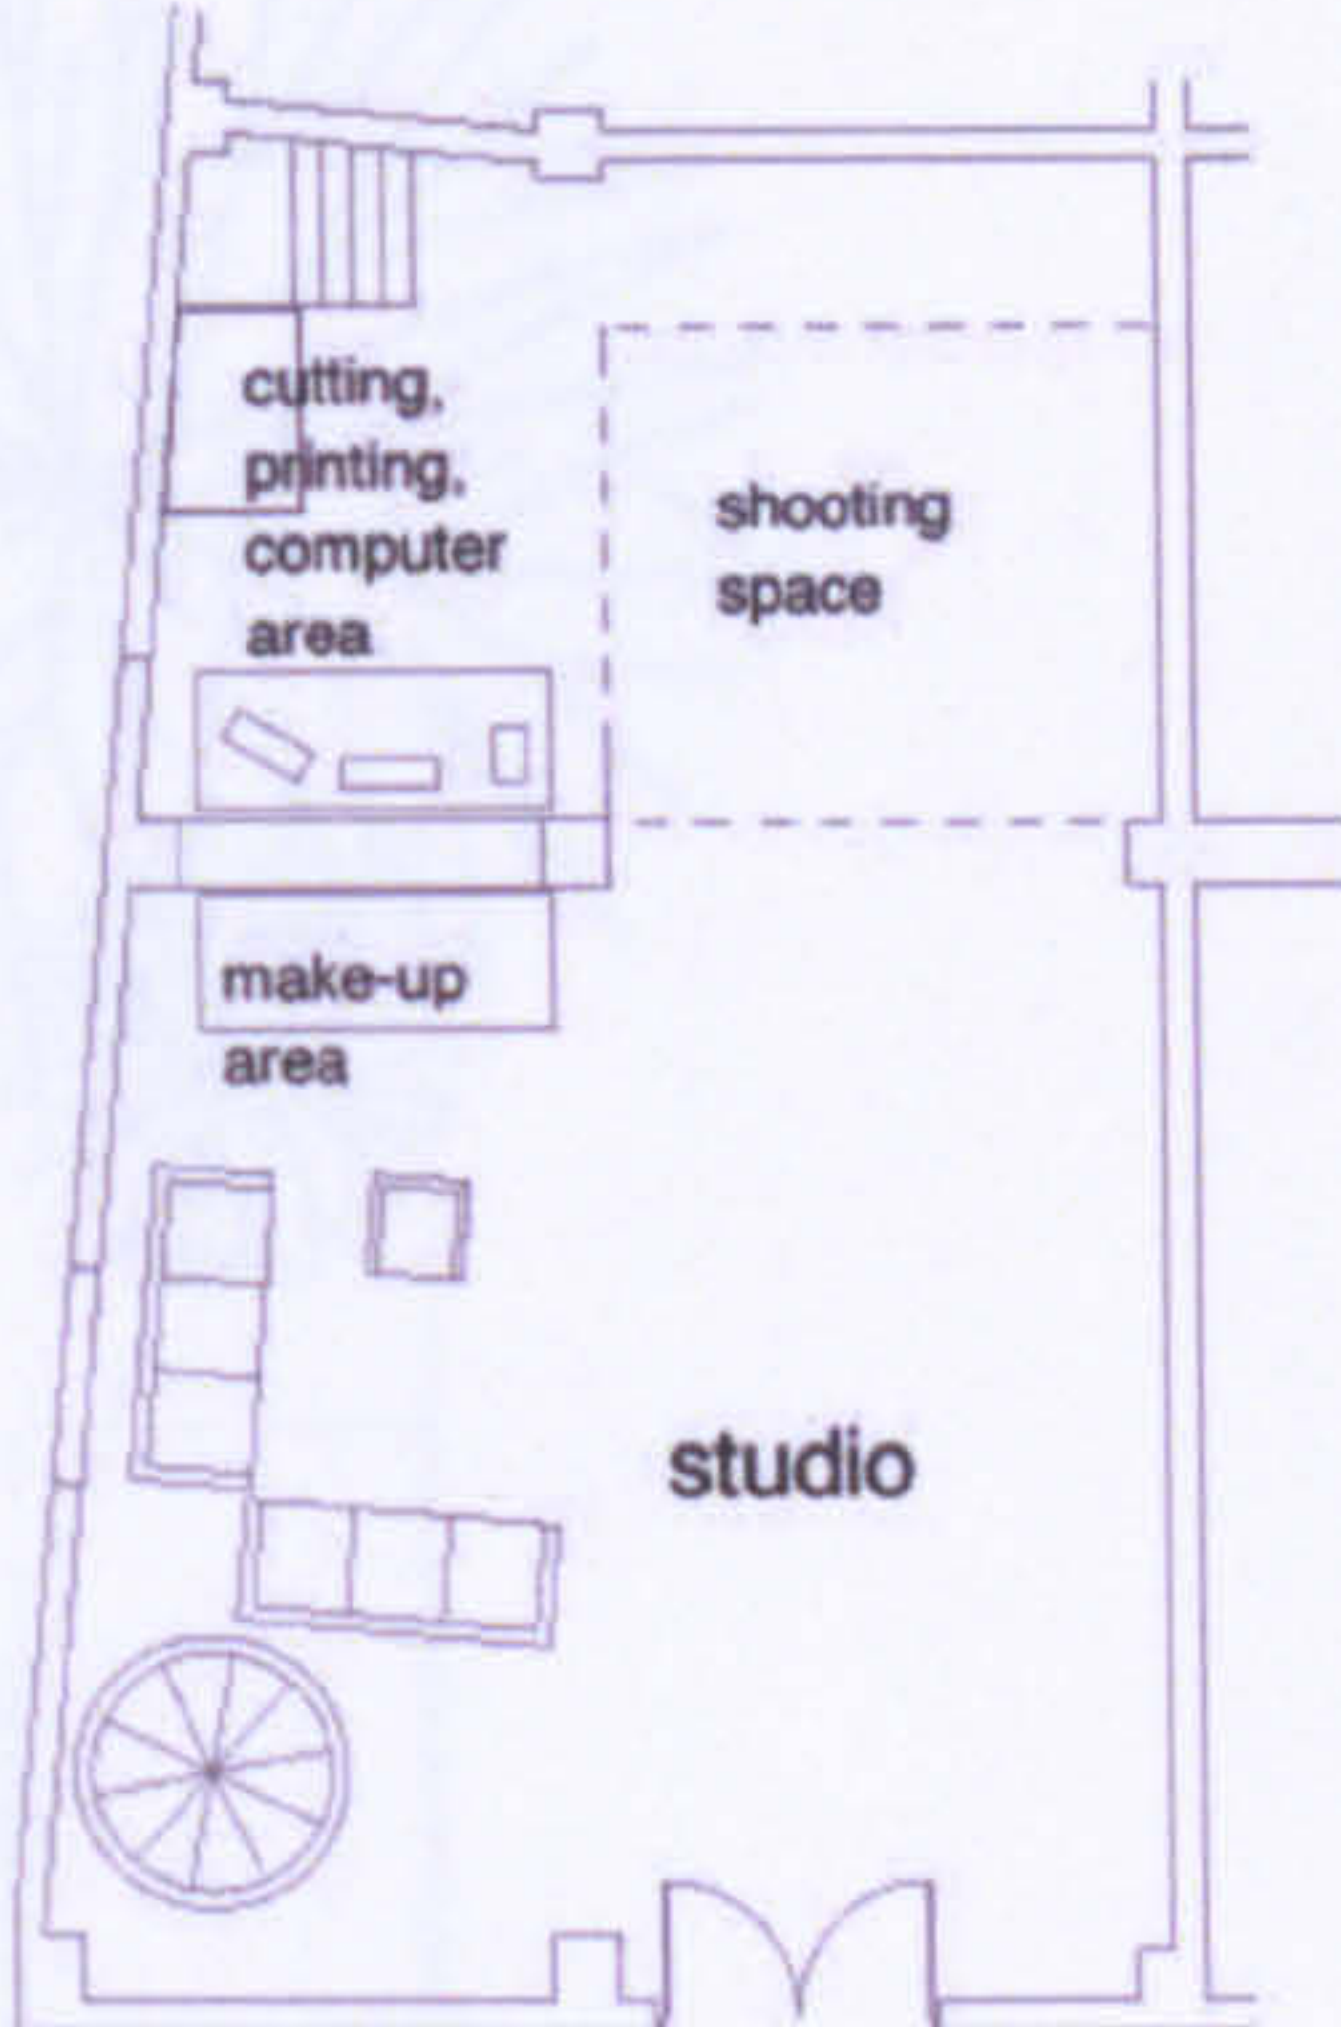 cutting,
printing,
computer
area
shooting
space
make-up
area
studio